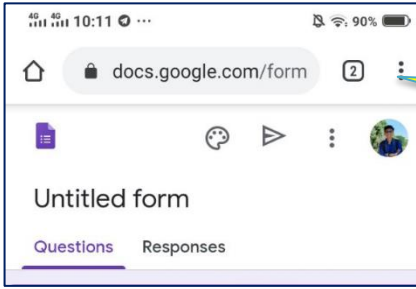 4G 4G 10:11 ... 90%
docs.google.com/form 2
Untitled form
Questions Responses